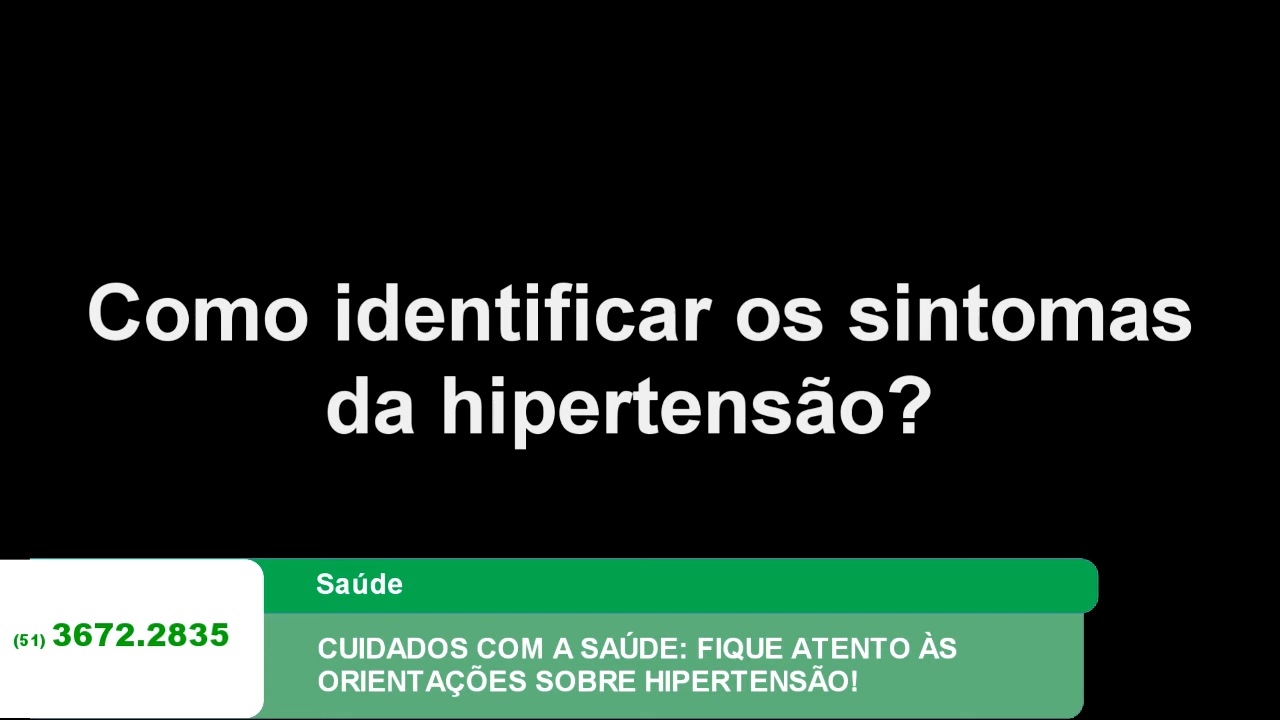 Como identificar os sintomas
da hipertensão?
Saúde
(51) 3672.2835
CUIDADOS COM A SAÚDE: FIQUE ATENTO ÀS
ORIENTAÇÕES SOBRE HIPERTENSÃO!